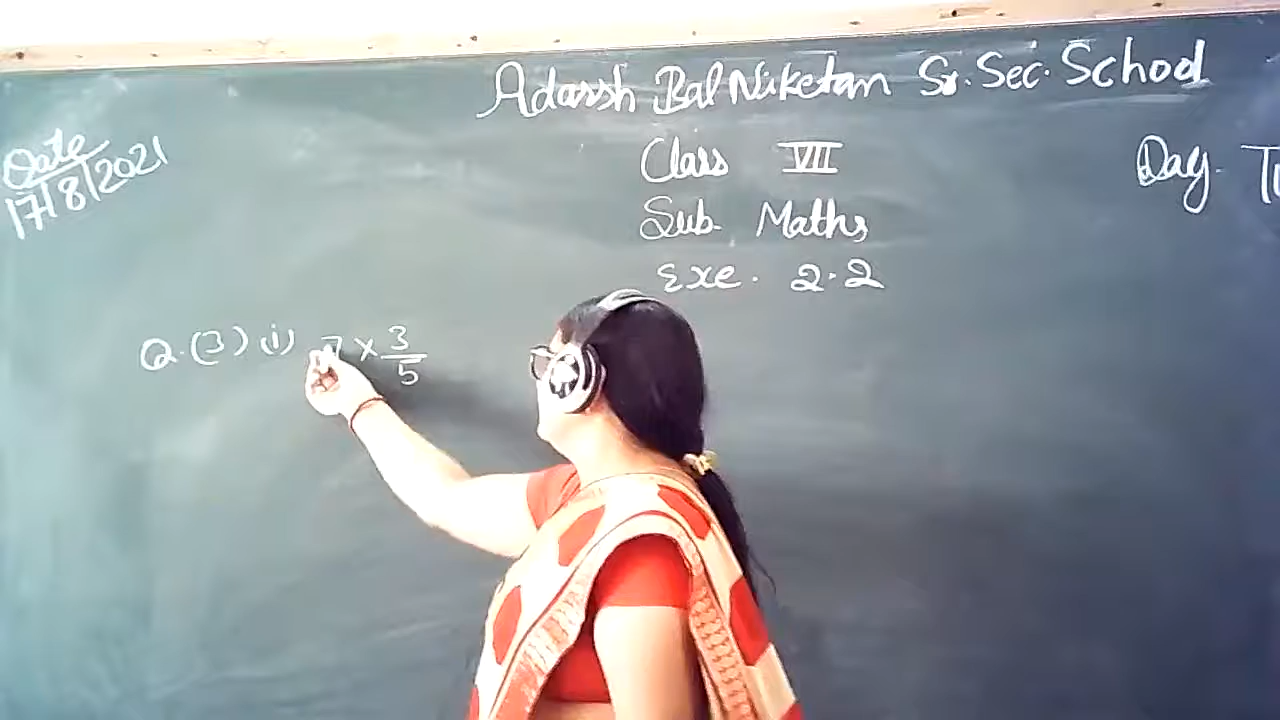 Adarsh Bal Niketan Sr. Sec. School
Date
17/8/2021
Class VII
Day.
Sub. Maths
Exe. 2.2
Q.(3) (i) 7 × 3/5